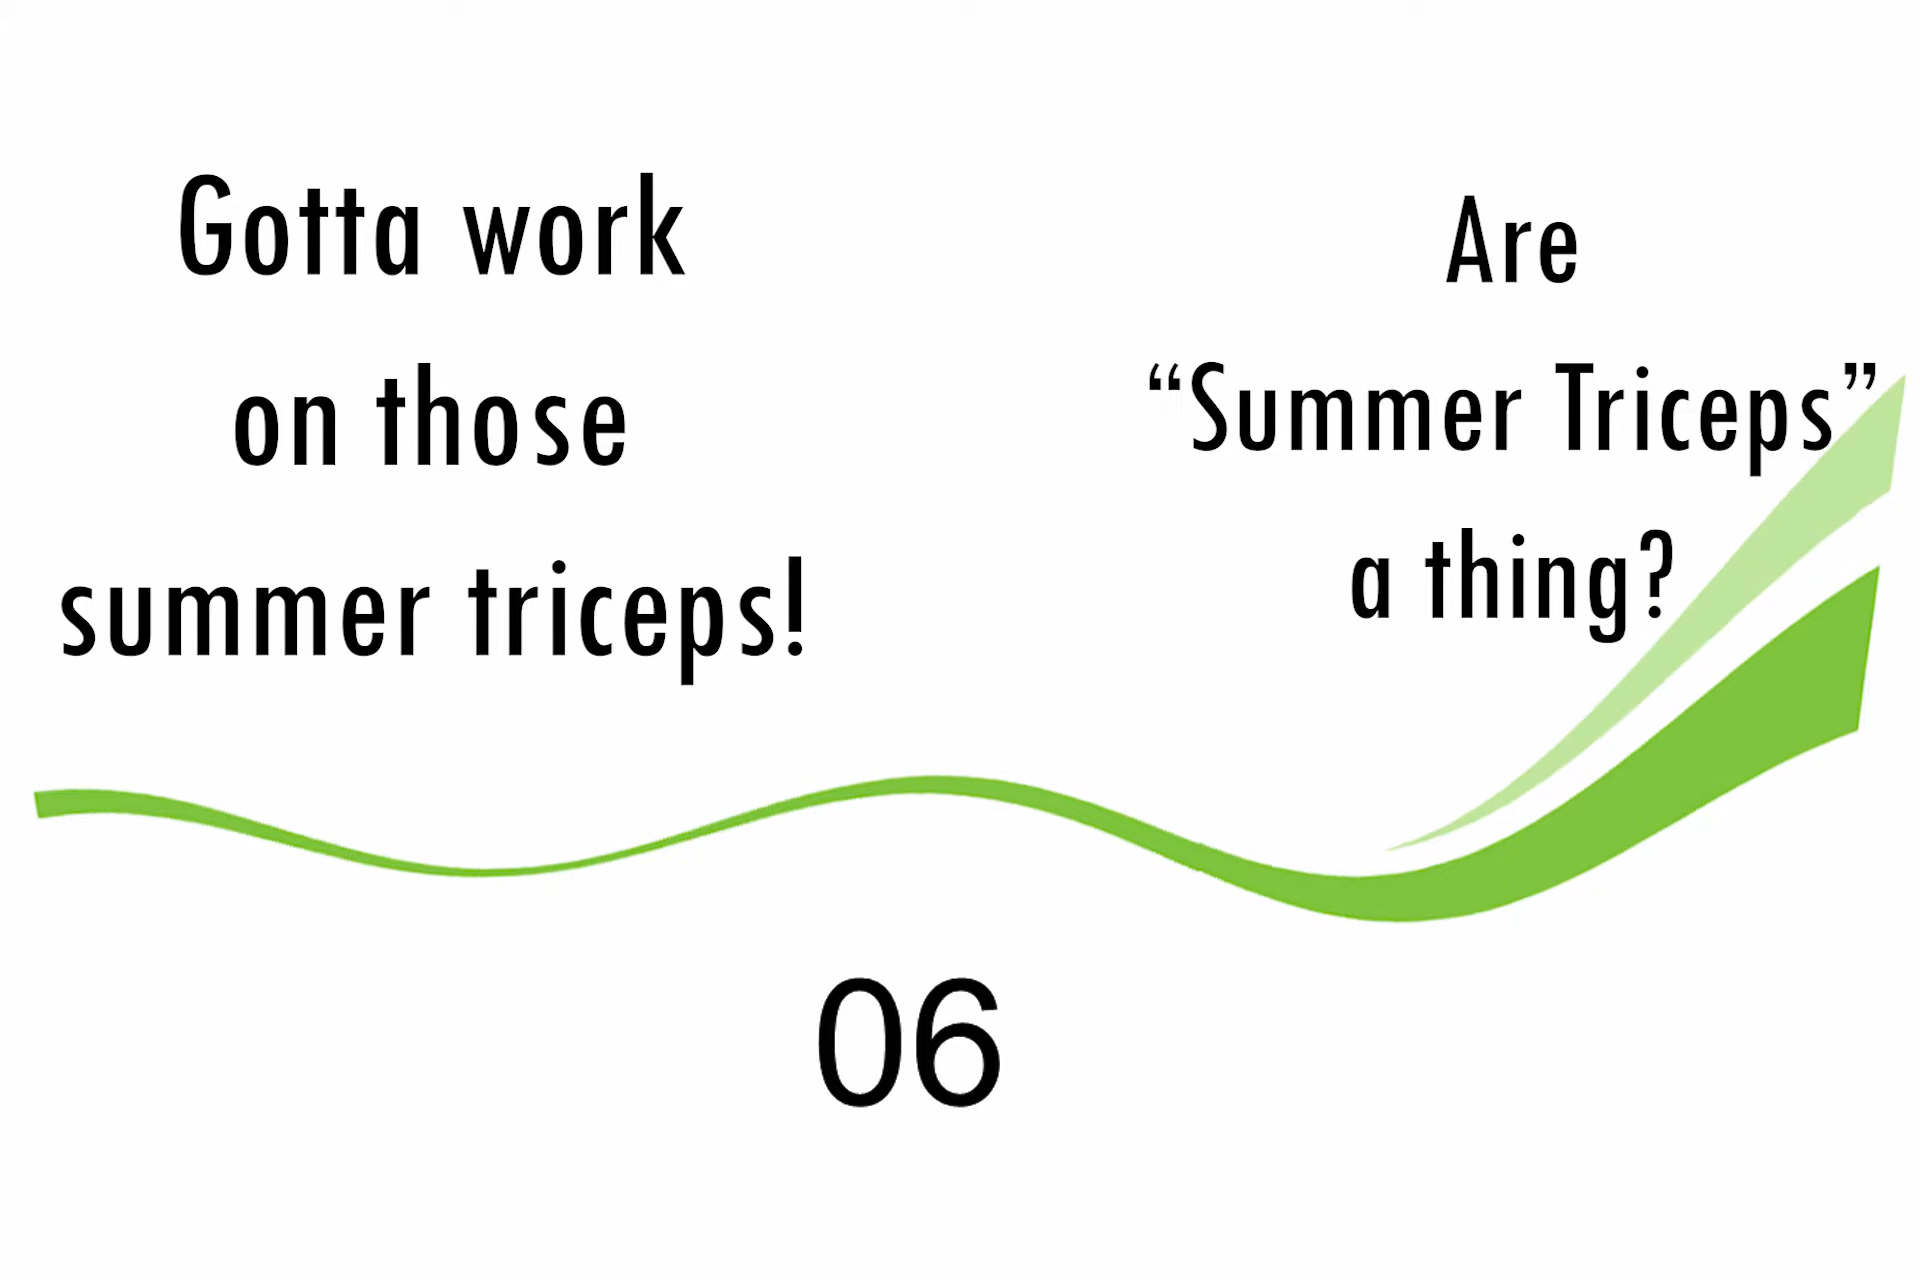 Gotta work
on those
summer triceps!
Are
“Summer Triceps”
a thing?
06